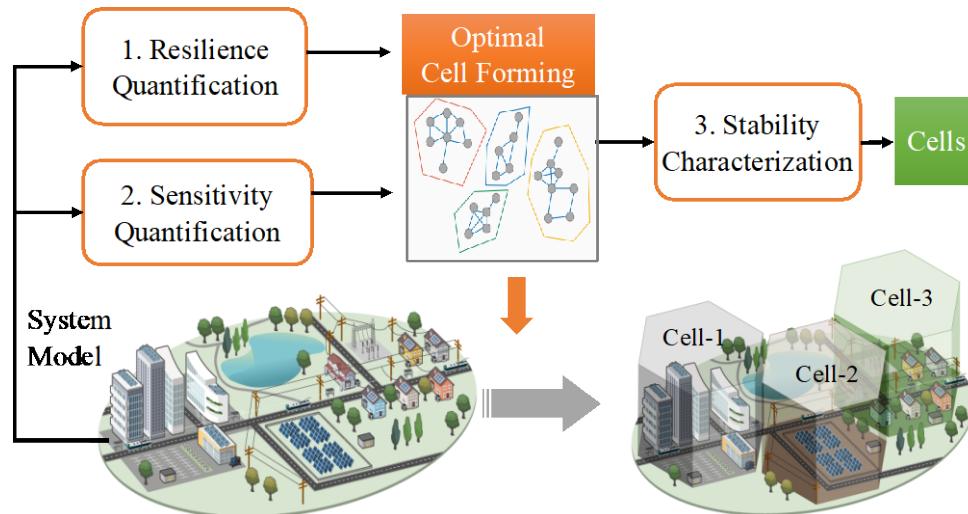 1. Resilience
Quantification
Optimal
Cell Forming
3. Stability
Characterization
Cells
2. Sensitivity
Quantification
System
Model
Cell-1
Cell-2
Cell-3